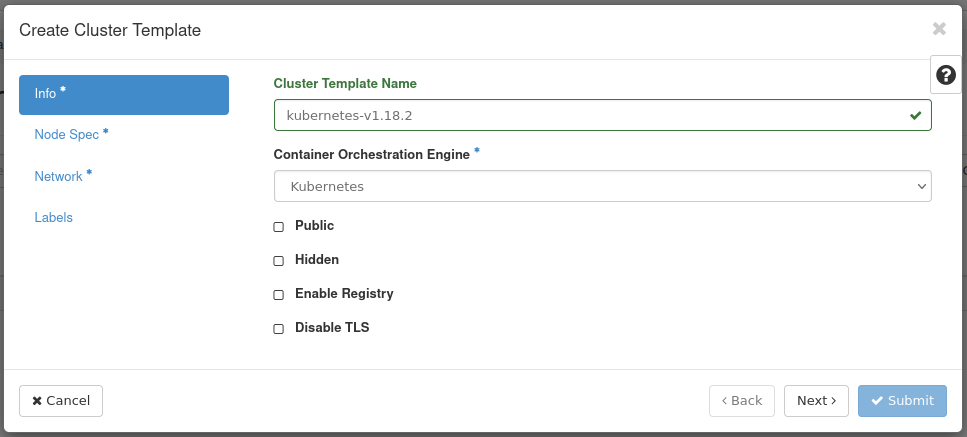 Create Cluster Template
×
?
Info *
Node Spec *
Network *
Labels
Cluster Template Name
kubernetes-v1.18.2
Container Orchestration Engine *
Kubernetes
Public
Hidden
Enable Registry
Disable TLS
Cancel
Back
Next
Submit